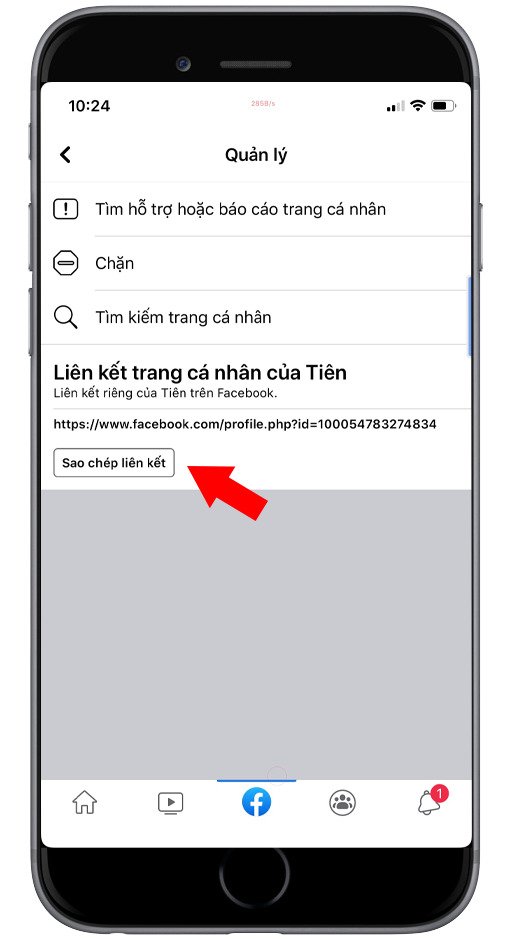 10:24
285B/s
Quản lý
Tìm hỗ trợ hoặc báo cáo trang cá nhân
Chặn
Tìm kiếm trang cá nhân
Liên kết trang cá nhân của Tiên
Liên kết riêng của Tiên trên Facebook.
https://www.facebook.com/profile.php?id=100054783274834
Sao chép liên kết
1